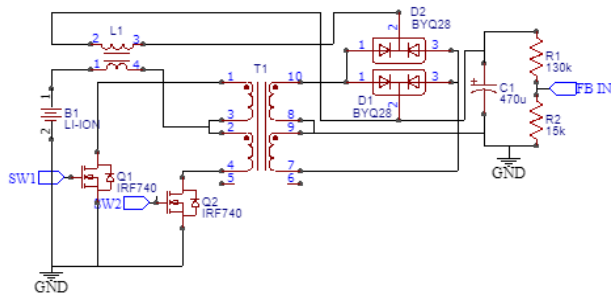 L1
2 3
1 4
D2
BYQ28
1 3
2
1 3
D1
BYQ28
2
T1
1 10
3 8
2 9
4 7
5 6
R1
130k
C1
470u
FB IN
R2
15k
GND
1
B1
LI-ION
2
SW1
Q1
IRF740
SW2
Q2
IRF740
GND